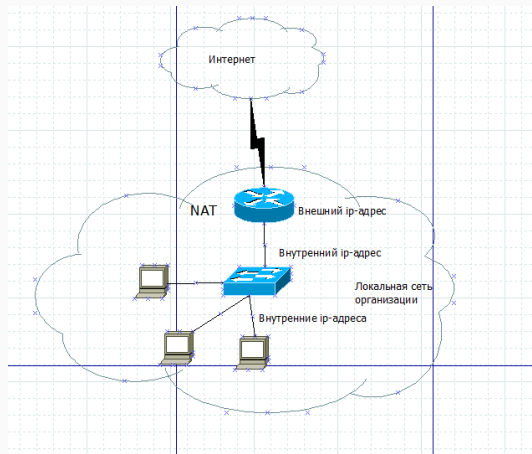 Интернет
NAT
Внешний ip-адрес
Внутренний ip-адрес
Локальная сеть
организации
Внутренние ip-адреса